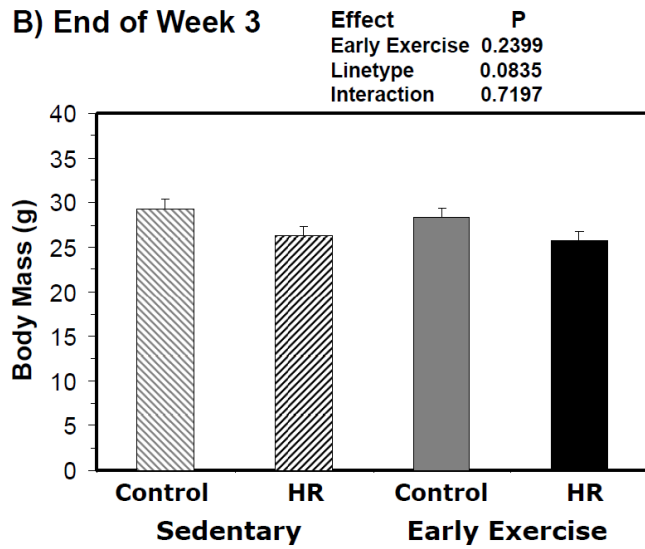 B) End of Week 3
Effect P
Early Exercise 0.2399
Linetype 0.0835
Interaction 0.7197
Body Mass (g)
40
35
30
25
20
15
10
5
0
Control HR Control HR
Sedentary Early Exercise